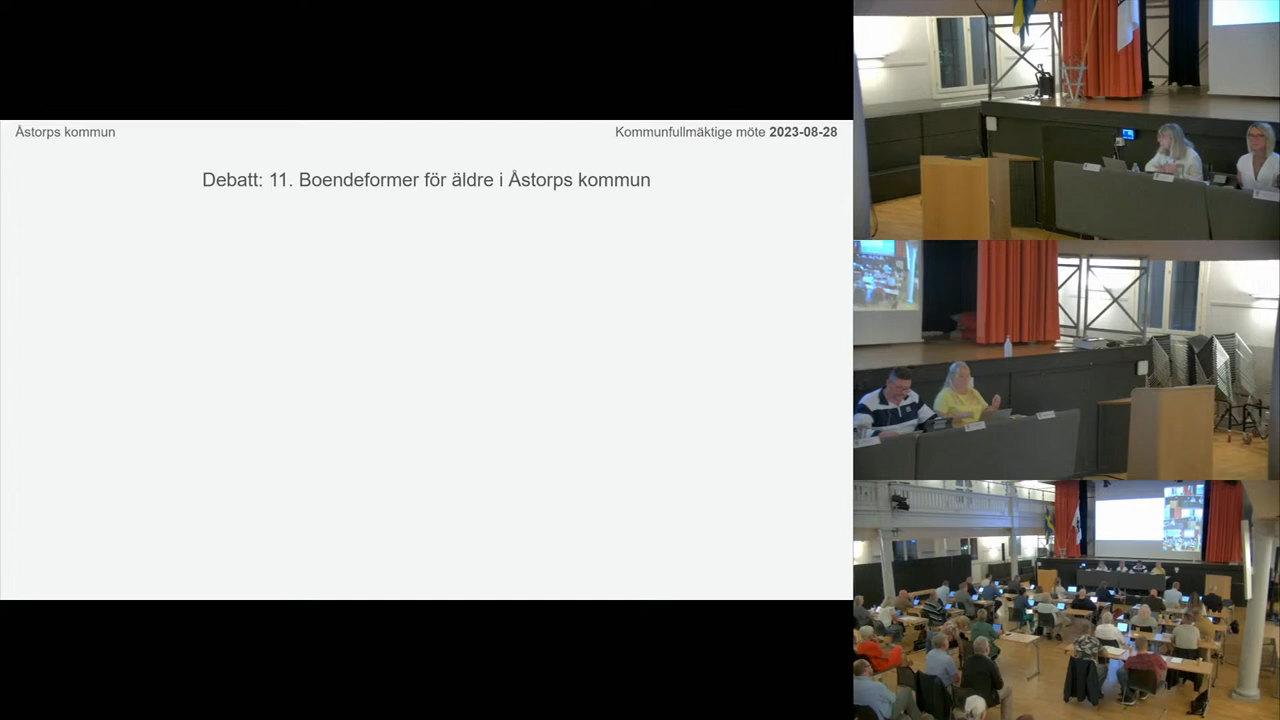 Åstorps kommun
Kommunfullmäktige möte 2023-08-28
Debatt: 11. Boendeformer för äldre i Åstorps kommun